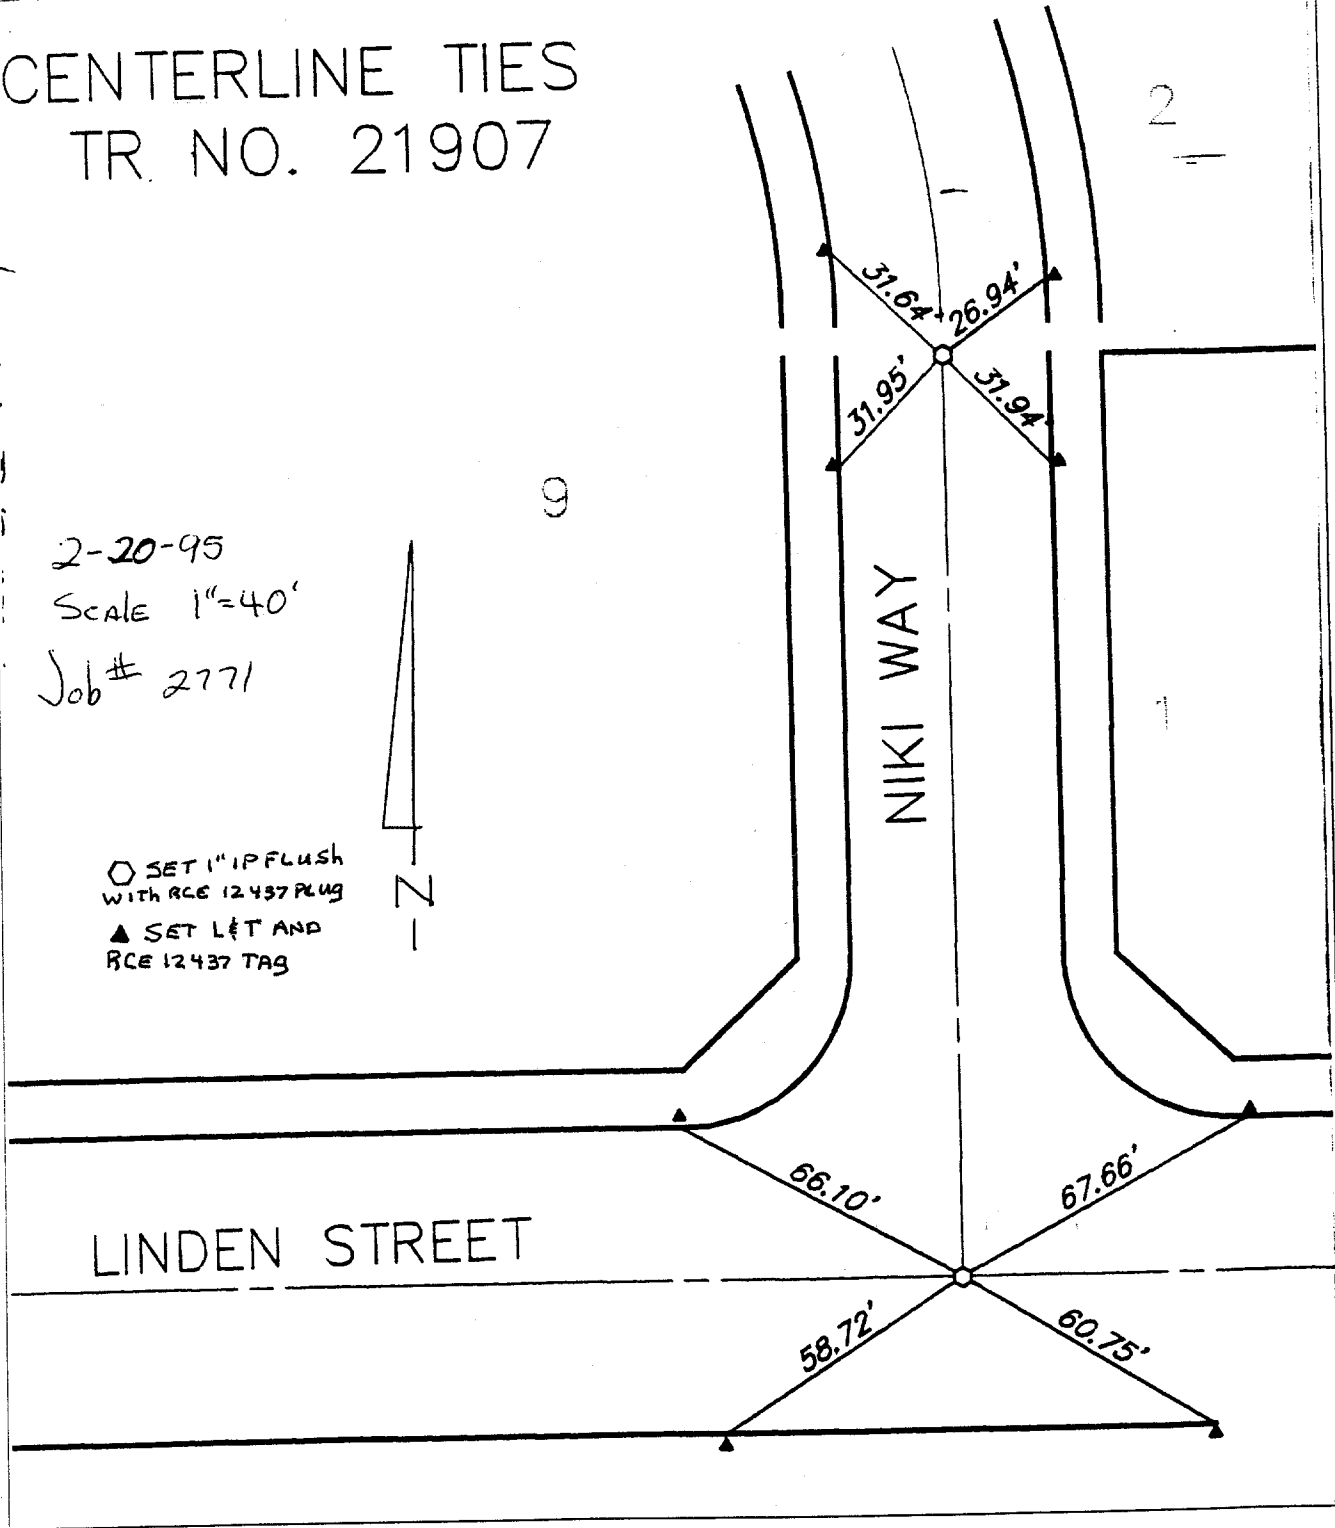 CENTERLINE TIES
TR. NO. 21907
2
31.64'
26.94'
31.95'
31.94'
9
2-20-95
SCALE 1"=40'
Job # 2771
NIKI WAY
1
⬡ SET 1" IP FLUSh
WITh RCE 12437 PLUg
▲ SET L&T AND
RCE 12437 TAg
N
66.10'
67.66'
LINDEN STREET
58.72'
60.75'